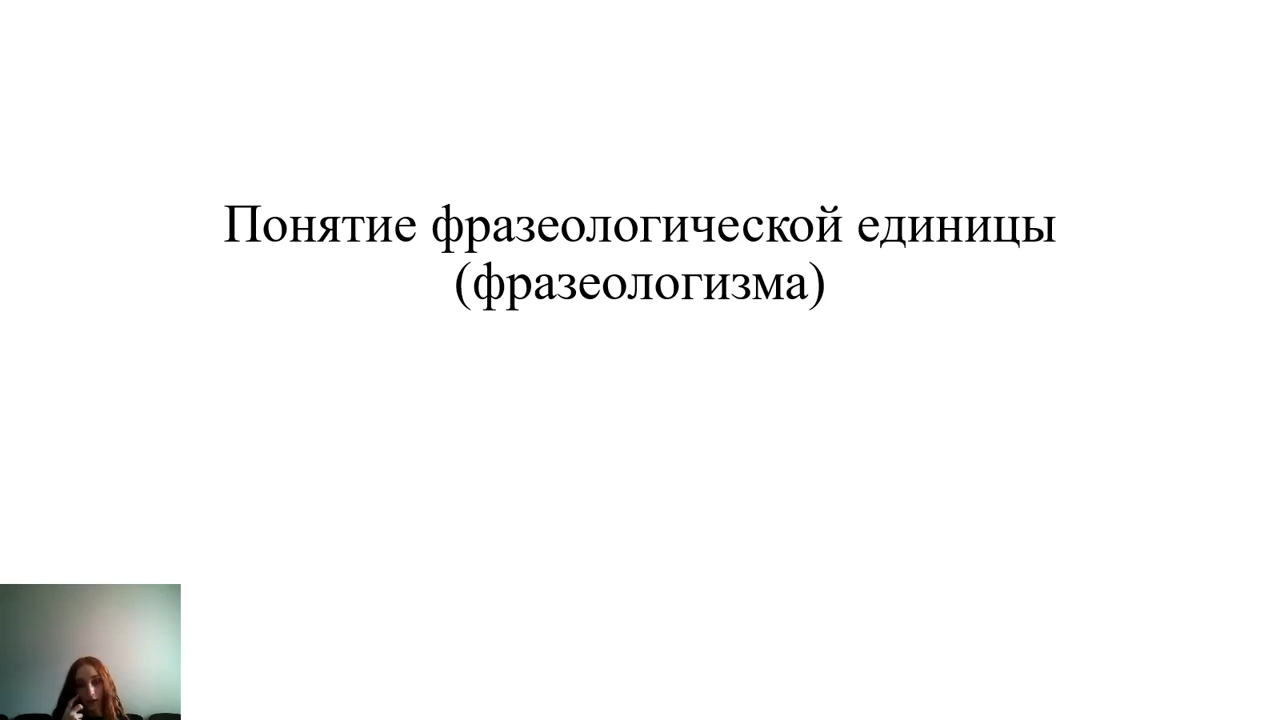 Понятие фразеологической единицы
(фразеологизма)